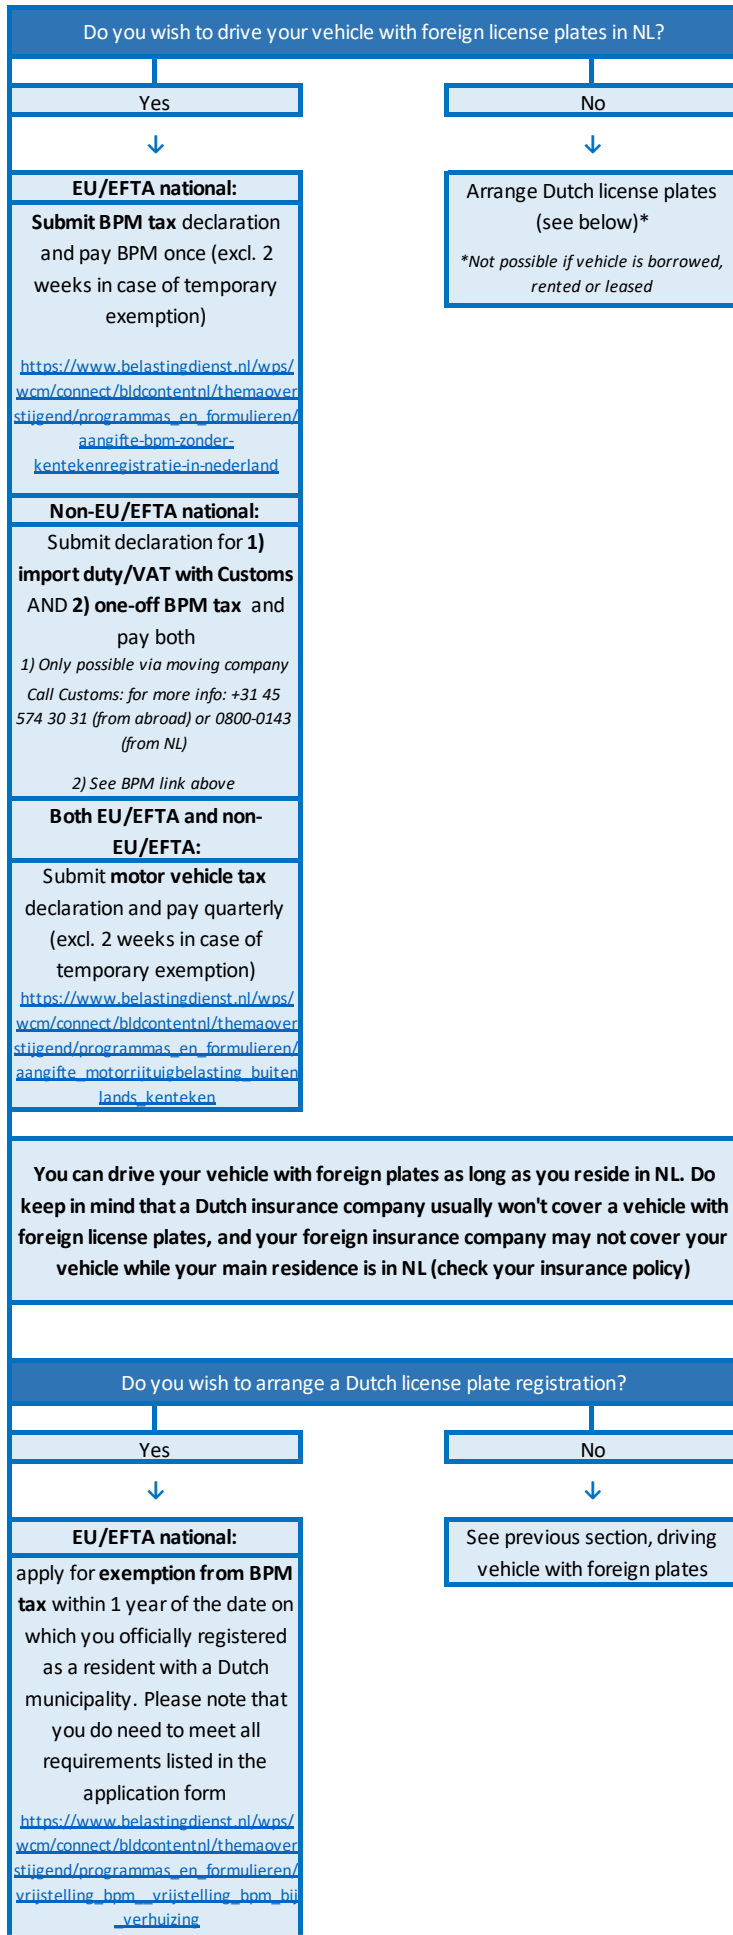 Do you wish to drive your vehicle with foreign license plates in NL?
Yes
No
↓
↓
EU/EFTA national:
Submit BPM tax declaration
and pay BPM once (excl. 2
weeks in case of temporary
exemption)
https://www.belastingdienst.nl/wps/
wcm/connect/bldcontentnl/themaover
stijgend/programmas_en_formulieren/
aangifte-bpm-zonder-
kentekenregistratie-in-nederland
Arrange Dutch license plates
(see below)*
*Not possible if vehicle is borrowed,
rented or leased
Non-EU/EFTA national:
Submit declaration for 1)
import duty/VAT with Customs
AND 2) one-off BPM tax and
pay both
1) Only possible via moving company
Call Customs: for more info: +31 45
574 30 31 (from abroad) or 0800-0143
(from NL)
2) See BPM link above
Both EU/EFTA and non-
EU/EFTA:
Submit motor vehicle tax
declaration and pay quarterly
(excl. 2 weeks in case of
temporary exemption)
https://www.belastingdienst.nl/wps/
wcm/connect/bldcontentnl/themaover
stijgend/programmas_en_formulieren/
aangifte_motorrijtuigbelasting_buiten
lands_kenteken
You can drive your vehicle with foreign plates as long as you reside in NL. Do
keep in mind that a Dutch insurance company usually won't cover a vehicle with
foreign license plates, and your foreign insurance company may not cover your
vehicle while your main residence is in NL (check your insurance policy)
Do you wish to arrange a Dutch license plate registration?
Yes
No
↓
↓
EU/EFTA national:
apply for exemption from BPM
tax within 1 year of the date on
which you officially registered
as a resident with a Dutch
municipality. Please note that
you do need to meet all
requirements listed in the
application form
https://www.belastingdienst.nl/wps/
wcm/connect/bldcontentnl/themaover
stijgend/programmas_en_formulieren/
vrijstelling_bpm__vrijstelling_bpm_bij
_verhuizing
See previous section, driving
vehicle with foreign plates